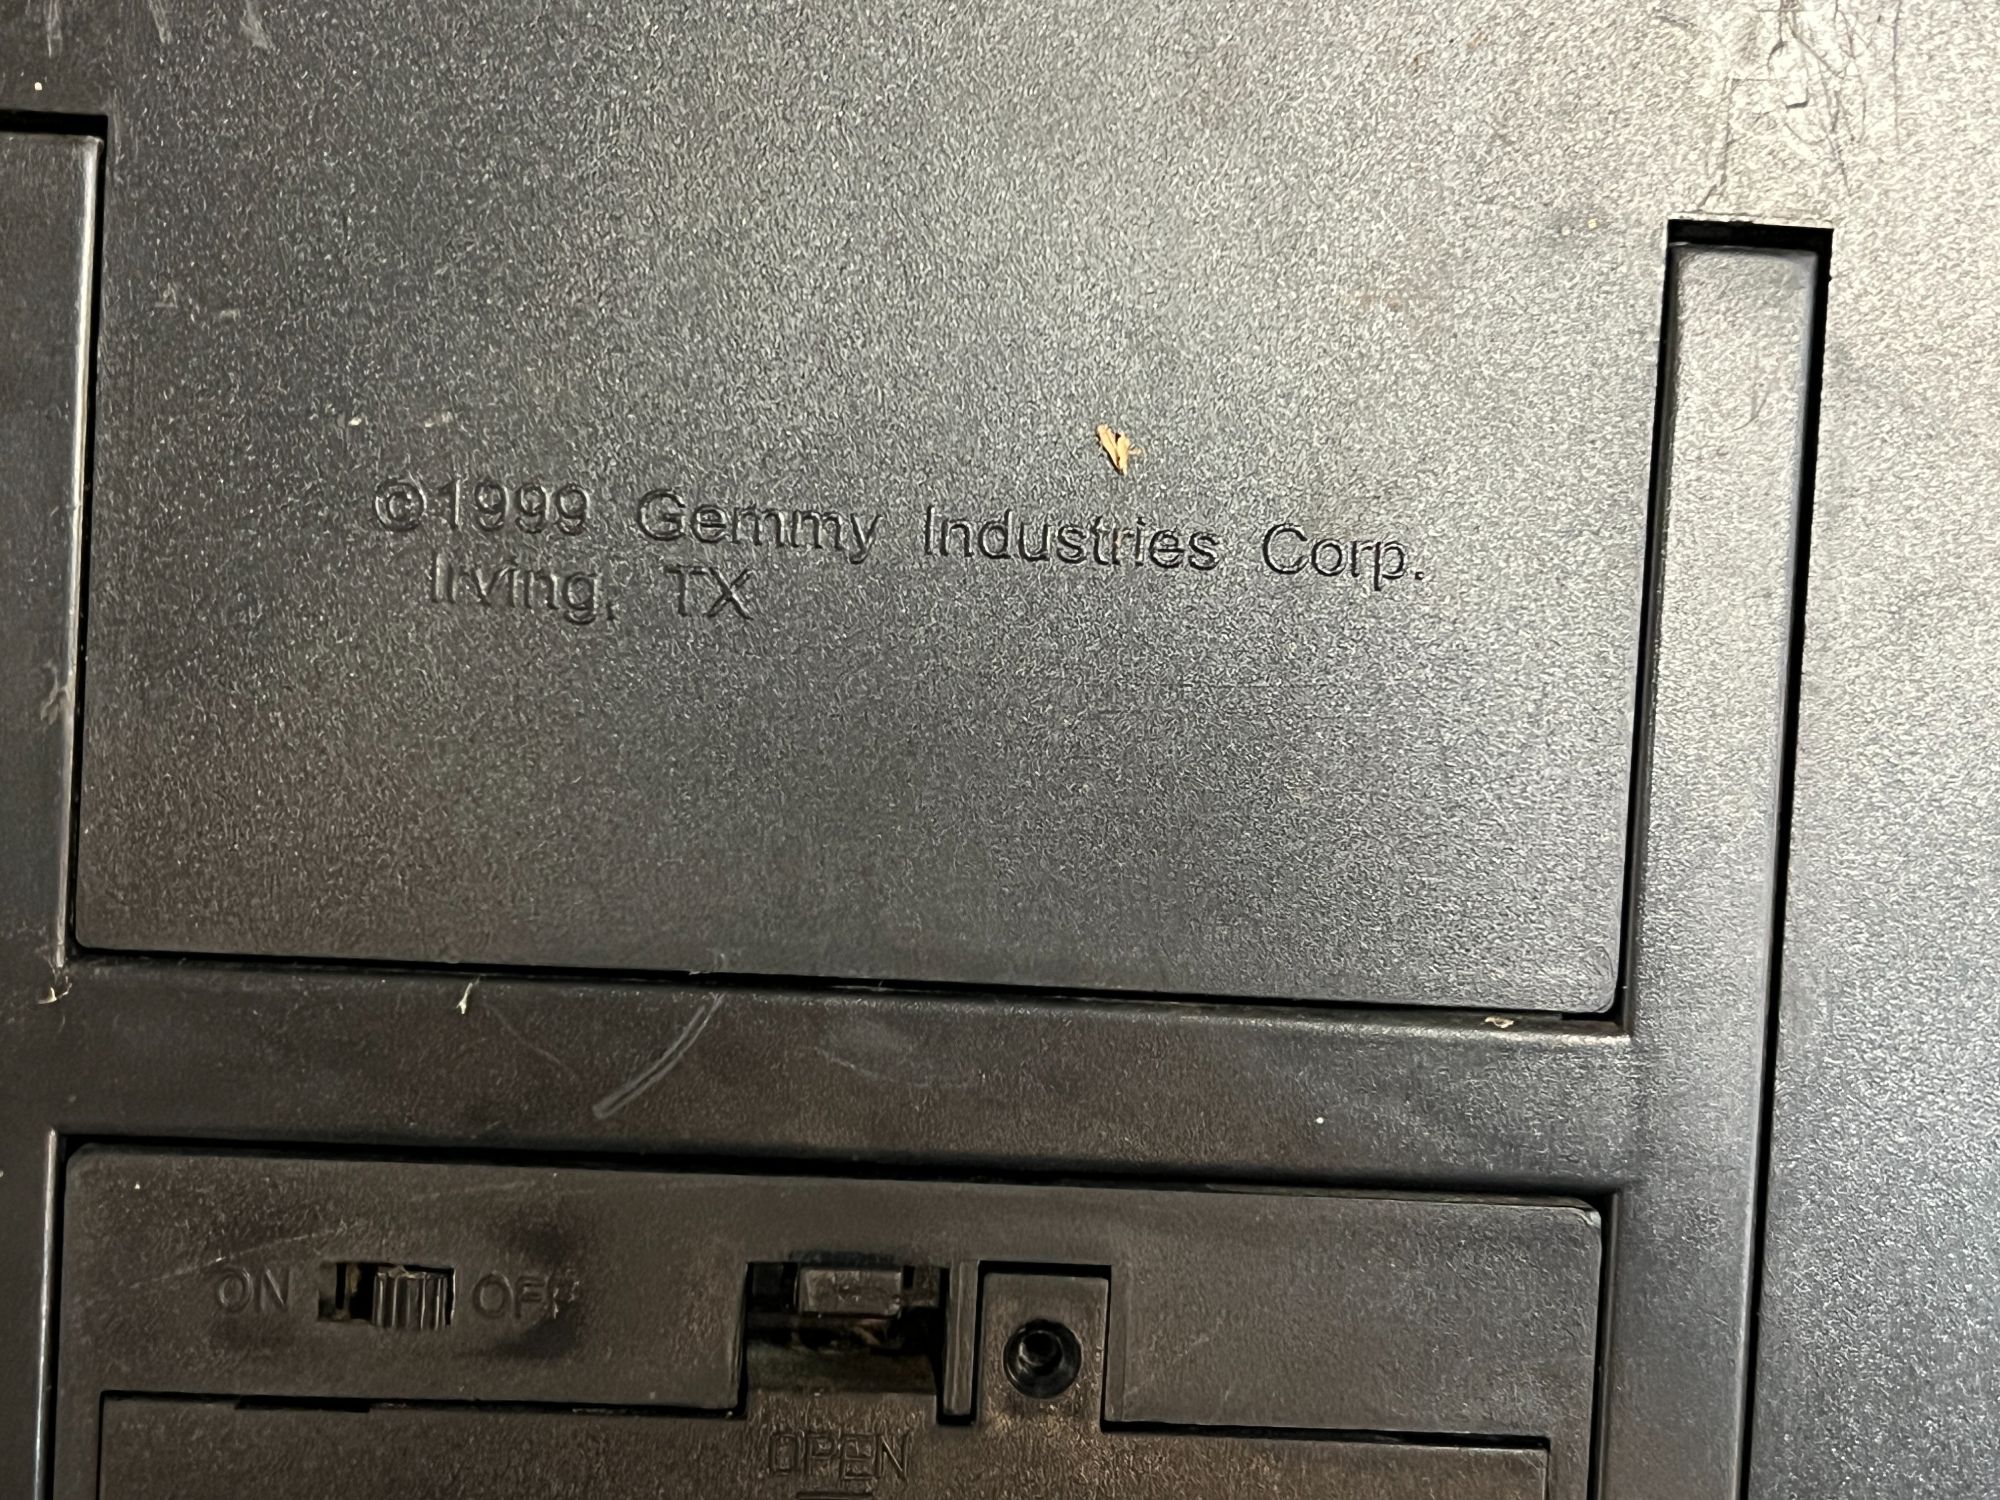 ©1999 Gemmy Industries Corp.
Irving, TX
ON OFF
OPEN